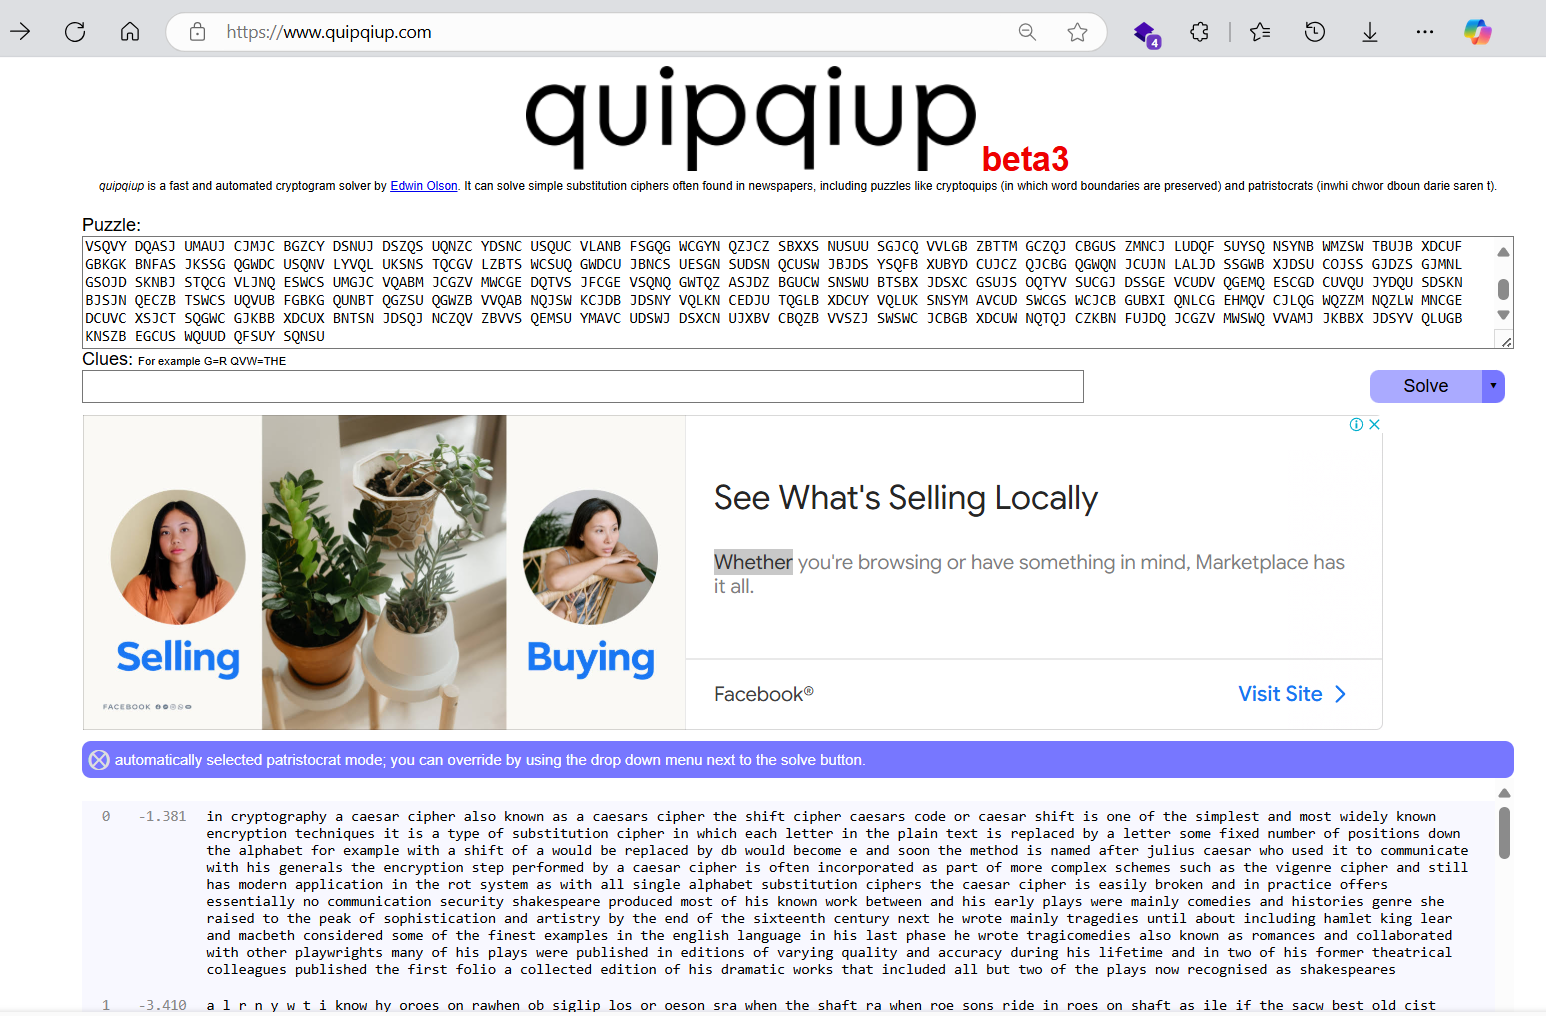 https://www.quipqiup.com
4
quipqiup beta3
quipqiup is a fast and automated cryptogram solver by Edwin Olson. It can solve simple substitution ciphers often found in newspapers, including puzzles like cryptoquips (in which word boundaries are preserved) and patristocrats (inwhi chwor dboun darie saren t).
Puzzle:
VSQVY DQASJ UMAUJ CJMJC BGZCY DSNUJ DSZQS UQNZC YDSNC USQUC VLANB FSGQG WCGYN QZJCZ SBXXS NUSUU SGJCQ VVLGB ZBTTM GCZQJ CBGUS ZMNCJ LUDQF SUYSQ NSYNB WMZSW TBUJB XDCUF
GBKGK BNFAS JKSSG QGWDC USQNV LYVQL UKSNS TQCGV LZBTS WCSUQ GWDCU JBNCS UESGN SUDSN QCUSW JBJDS YSQFB XUBYD CUJCZ QJCBG QGWQN JCUJN LALJD SSGWB XJDSU COJSS GJDZS GJMNL
GSOJD SKNBJ STQCG VLJNQ ESWCS UMGJC VQABM JCGZV MWCGE DQTVS JFCGE VSQNQ GWTQZ ASJDZ BGUCW SNSWU BTSBX JDSXC GSUJS OQTYV SUCGJ DSSGE VCUDV QGEMQ ESCGD CUVQU JYDQU SDSKN
BJSJN QECZB TSWCS UQVUB FGBKG QUNBT QGZSU QGWZB VVQAB NQJSW KCJDB JDSNY VQLKN CEDJU TQGLB XDCUY VQLUK SNSYM AVCUD SWCGS WCJCB GUBXI QNLCG EHMQV CJLQG WQZZM NQZLW MNCGE
DCUVC XSJCT SQGWC GJKBB XDCUX BNTSN JDSQJ NCZQV ZBVVS QEMSU YMAVC UDSWJ DSXCN UJXBV CBQZB VVSZJ SWSWC JCBGB XDCUW NQTQJ CZKBN FUJDQ JCGZV MWSWQ VVAMJ JKBBX JDSYV QLUGB
KNSZB EGCUS WQUUD QFSUY SQNSU
Clues: For example G=R QVW=THE
Solve
See What's Selling Locally
Whether you're browsing or have something in mind, Marketplace has
it all.
Selling
Buying
FACEBOOK
Facebook®
Visit Site
automatically selected patristocrat mode; you can override by using the drop down menu next to the solve button.
0 -1.381 in cryptography a caesar cipher also known as a caesars cipher the shift cipher caesars code or caesar shift is one of the simplest and most widely known
encryption techniques it is a type of substitution cipher in which each letter in the plain text is replaced by a letter some fixed number of positions down
the alphabet for example with a shift of a would be replaced by db would become e and soon the method is named after julius caesar who used it to communicate
with his generals the encryption step performed by a caesar cipher is often incorporated as part of more complex schemes such as the vigenre cipher and still
has modern application in the rot system as with all single alphabet substitution ciphers the caesar cipher is easily broken and in practice offers
essentially no communication security shakespeare produced most of his known work between and his early plays were mainly comedies and histories genre she
raised to the peak of sophistication and artistry by the end of the sixteenth century next he wrote mainly tragedies until about including hamlet king lear
and macbeth considered some of the finest examples in the english language in his last phase he wrote tragicomedies also known as romances and collaborated
with other playwrights many of his plays were published in editions of varying quality and accuracy during his lifetime and in two of his former theatrical
colleagues published the first folio a collected edition of his dramatic works that included all but two of the plays now recognised as shakespeares
1 -3.410 a l r n y w t i know hy oroes on rawhen ob siglip los or oeson sra when the shaft ra when roe sons ride in roes on shaft as ile if the sacw best old cist